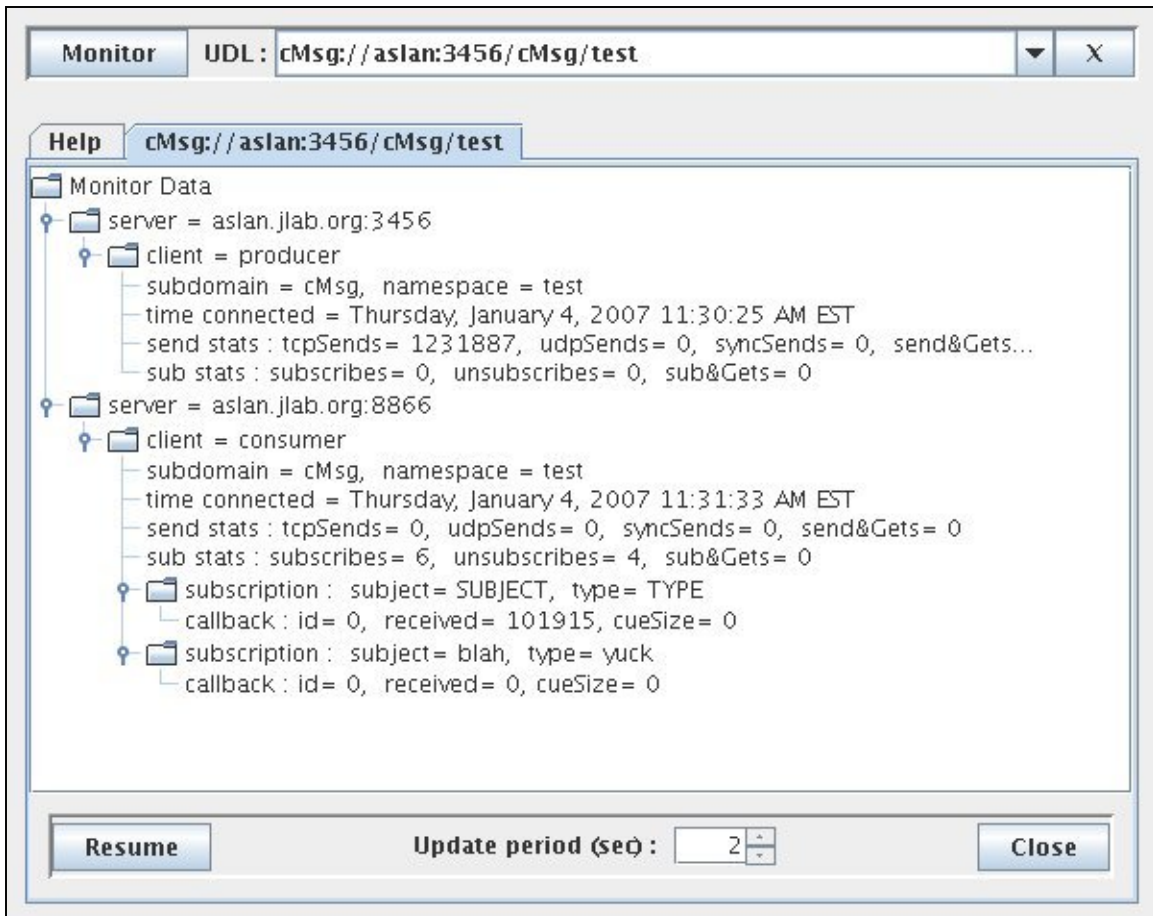 Monitor UDL : cMsg://aslan:3456/cMsg/test X
Help cMsg://aslan:3456/cMsg/test
Monitor Data
server = aslan.jlab.org:3456
client = producer
subdomain = cMsg, namespace = test
time connected = Thursday, January 4, 2007 11:30:25 AM EST
send stats : tcpSends= 1231887, udpSends= 0, syncSends= 0, send&Gets...
sub stats : subscribes= 0, unsubscribes= 0, sub&Gets= 0
server = aslan.jlab.org:8866
client = consumer
subdomain = cMsg, namespace = test
time connected = Thursday, January 4, 2007 11:31:33 AM EST
send stats : tcpSends= 0, udpSends= 0, syncSends= 0, send&Gets= 0
sub stats : subscribes= 6, unsubscribes= 4, sub&Gets= 0
subscription : subject= SUBJECT, type= TYPE
callback : id= 0, received= 101915, cueSize= 0
subscription : subject= blah, type= yuck
callback : id= 0, received= 0, cueSize= 0
Resume Update period (sec) : 2 Close